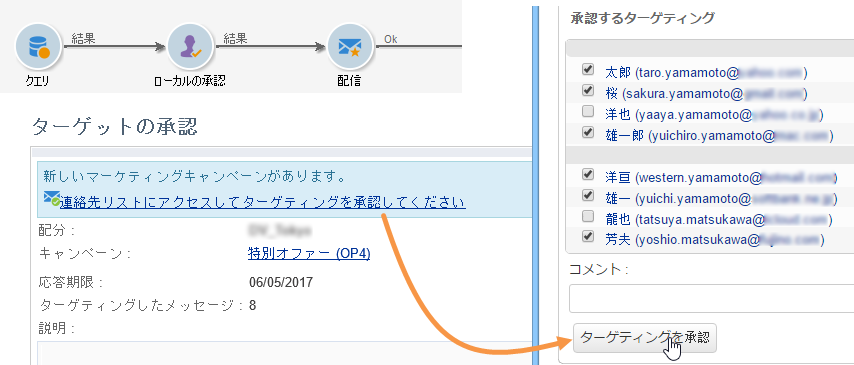 結果
結果
Ok
クエリ
ローカルの承認
配信
ターゲットの承認
新しいマーケティングキャンペーンがあります。
連絡先リストにアクセスしてターゲティングを承認してください
配分 :
キャンペーン : 特別オファー (OP4)
応答期限 : 06/05/2017
ターゲティングしたメッセージ : 8
説明 :
承認するターゲティング
太郎 (taro.yamamoto@
桜 (sakura.yamamoto@
洋也 (yaaya.yamamoto@
雄一郎 (yuichiro.yamamoto@
洋亘 (western.yamamoto@
雄一 (yuichi.yamamoto@
龍也 (tatsuya.matsukawa@
芳夫 (yoshio.matsukawa@
コメント :
ターゲティングを承認